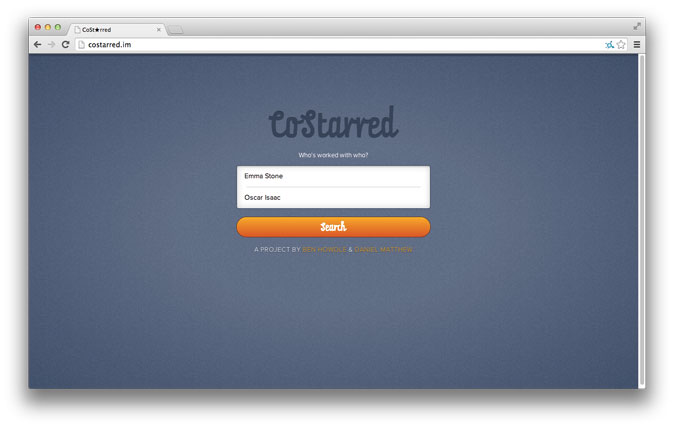 CoSt★rred
costarred.im
CoStarred
Who's worked with who?
Emma Stone
Oscar Isaac
Search
A PROJECT BY BEN HOWDLE & DANIEL MATTHEW